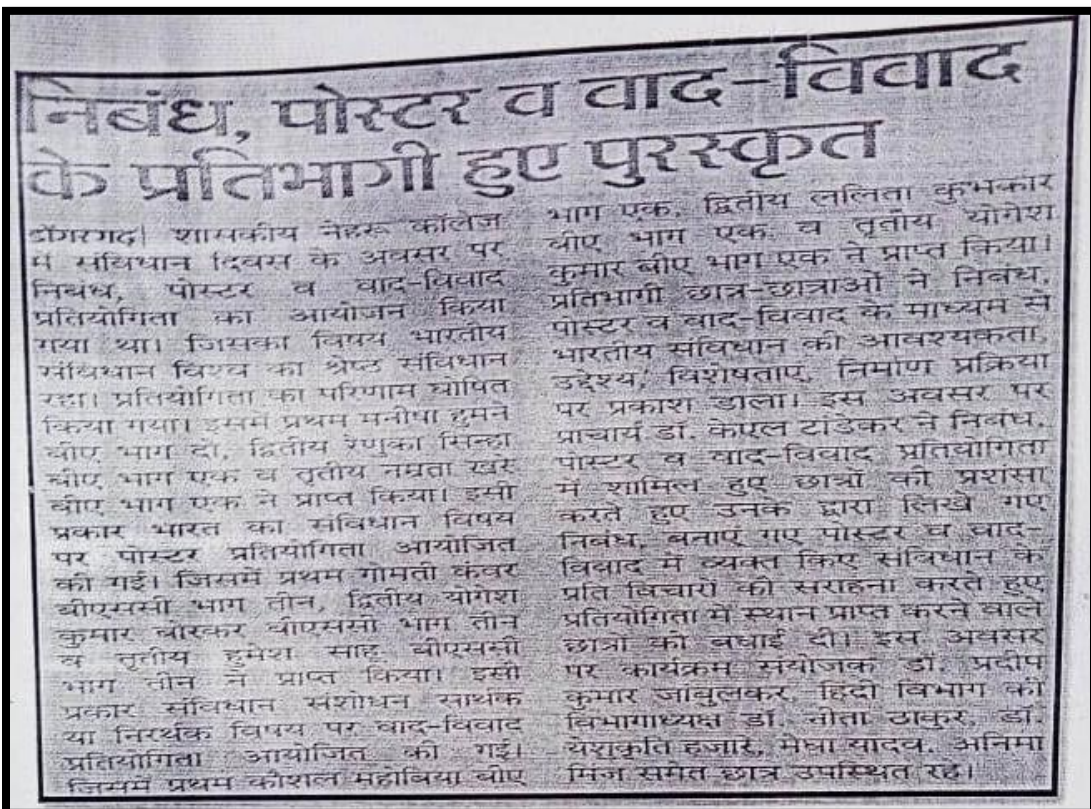 निबंध, पोस्टर व वाद-विवाद
के प्रतिभागी हुए पुरस्कृत
डोंगरगढ़| शासकीय नेहरू कॉलेज
में संविधान दिवस के अवसर पर
निबंध, पोस्टर व वाद-विवाद
प्रतियोगिता का आयोजन किया
गया था। जिसका विषय भारतीय
संविधान विश्व का श्रेष्ठ संविधान
रहा। प्रतियोगिता का परिणाम घोषित
किया गया। इसमें प्रथम मनीषा हुमने
बीए भाग दो, द्वितीय रेणुका सिन्हा
बीए भाग एक व तृतीय नम्रता खरे
बीए भाग एक ने प्राप्त किया। इसी
प्रकार भारत का संविधान विषय
पर पोस्टर प्रतियोगिता आयोजित
की गई। जिसमें प्रथम गोमती कंवर
बीएससी भाग तीन, द्वितीय योगेश
कुमार बोरकर बीएससी भाग तीन
व तृतीय हुमेश साहू बीएससी
भाग तीन ने प्राप्त किया। इसी
प्रकार संविधान संशोधन सार्थक
या निरर्थक विषय पर वाद-विवाद
प्रतियोगिता आयोजित की गई।
जिसमें प्रथम कौशल महोबिया बीए
भाग एक, द्वितीय ललिता कुंभकार
बीए भाग एक व तृतीय योगेश
कुमार बीए भाग एक ने प्राप्त किया।
प्रतिभागी छात्र-छात्राओं ने निबंध,
पोस्टर व वाद-विवाद के माध्यम से
भारतीय संविधान की आवश्यकता,
उद्देश्य, विशेषताएं, निर्माण प्रक्रिया
पर प्रकाश डाला। इस अवसर पर
प्राचार्य डॉ. केएल टांडेकर ने निबंध,
पोस्टर व वाद-विवाद प्रतियोगिता
में शामिल हुए छात्रों की प्रशंसा
करते हुए उनके द्वारा लिखे गए
निबंध, बनाए गए पोस्टर व वाद-
विवाद में व्यक्त किए संविधान के
प्रति विचारों की सराहना करते हुए
प्रतियोगिता में स्थान प्राप्त करने वाले
छात्रों को बधाई दी। इस अवसर
पर कार्यक्रम संयोजक डॉ. प्रदीप
कुमार जांबुलकर, हिंदी विभाग की
विभागाध्यक्ष डॉ. नीता ठाकुर, डॉ.
येशुकृति हजारे, मेघा यादव, अनिमा
मिंज समेत छात्र उपस्थित रहे।